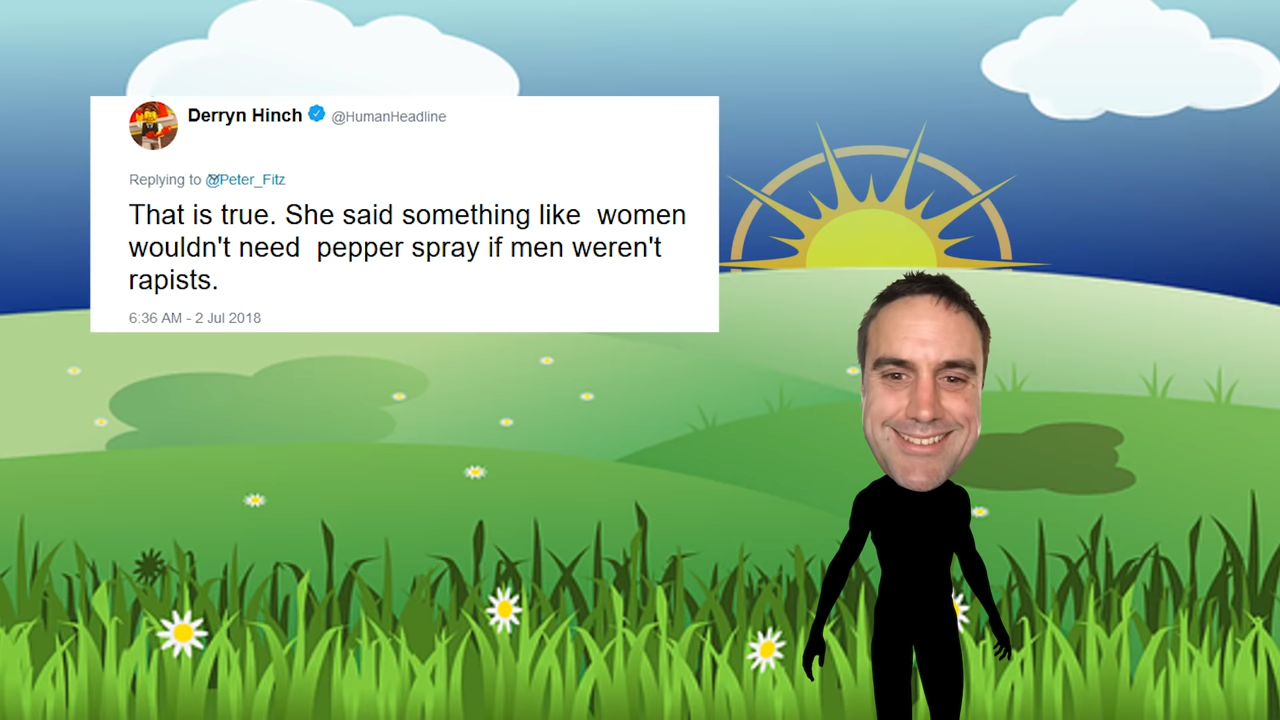 Derryn Hinch @HumanHeadline
Replying to @Peter_Fitz
That is true. She said something like  women
wouldn't need  pepper spray if men weren't
rapists.
6:36 AM - 2 Jul 2018